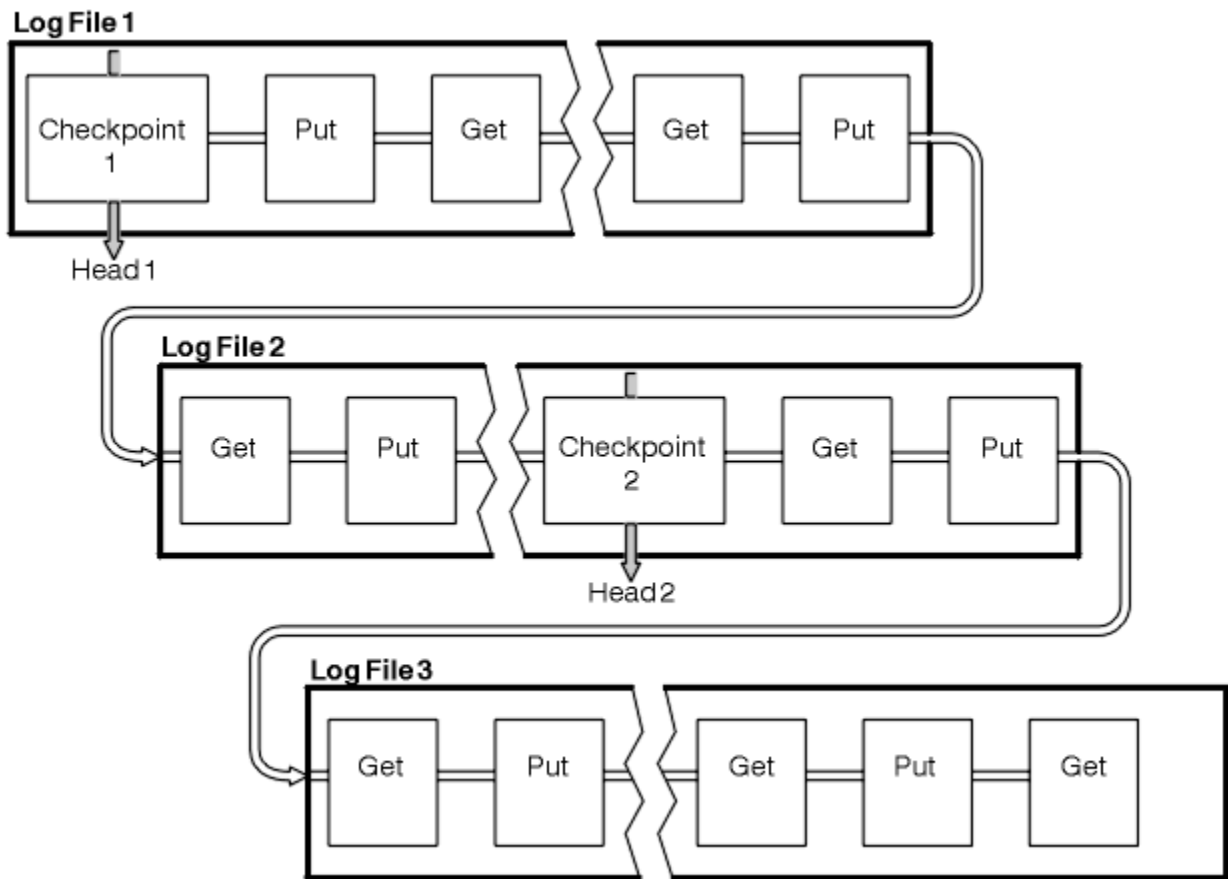 Log File 1
Checkpoint
1
Put
Get
Get
Put
Head 1
Log File 2
Get
Put
Checkpoint
2
Get
Put
Head 2
Log File 3
Get
Put
Get
Put
Get